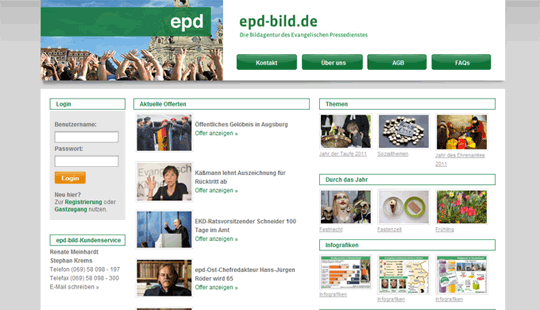 epd
epd-bild.de
Die Bildagentur des Evangelischen Pressedienstes
Kontakt
Über uns
AGB
FAQs
Login
Benutzername:
Passwort:
Login
Neu hier?
Zur Registrierung oder
Gastzugang nutzen.
epd-bild-Kundenservice
Renate Meinhardt
Stephan Krems
Telefon (069) 58 098 - 197
Telefax (069) 58 098 - 300
E-Mail schreiben »
Aktuelle Offerten
Öffentliches Gelöbnis in Augsburg
Offer anzeigen »
Käßmann lehnt Auszeichnung für
Rücktritt ab
Offer anzeigen »
EKD-Ratsvorsitzender Schneider 100
Tage im Amt
Offer anzeigen »
epd-Ost-Chefredakteur Hans-Jürgen
Röder wird 65
Offer anzeigen »
Themen
Jahr der Taufe 2011
Sozialthemen
Jahr des Ehrenamtes
2011
Durch das Jahr
Fastnacht
Fastenzeit
Frühling
Infografiken
Infografiken
Infografiken
Infografiken